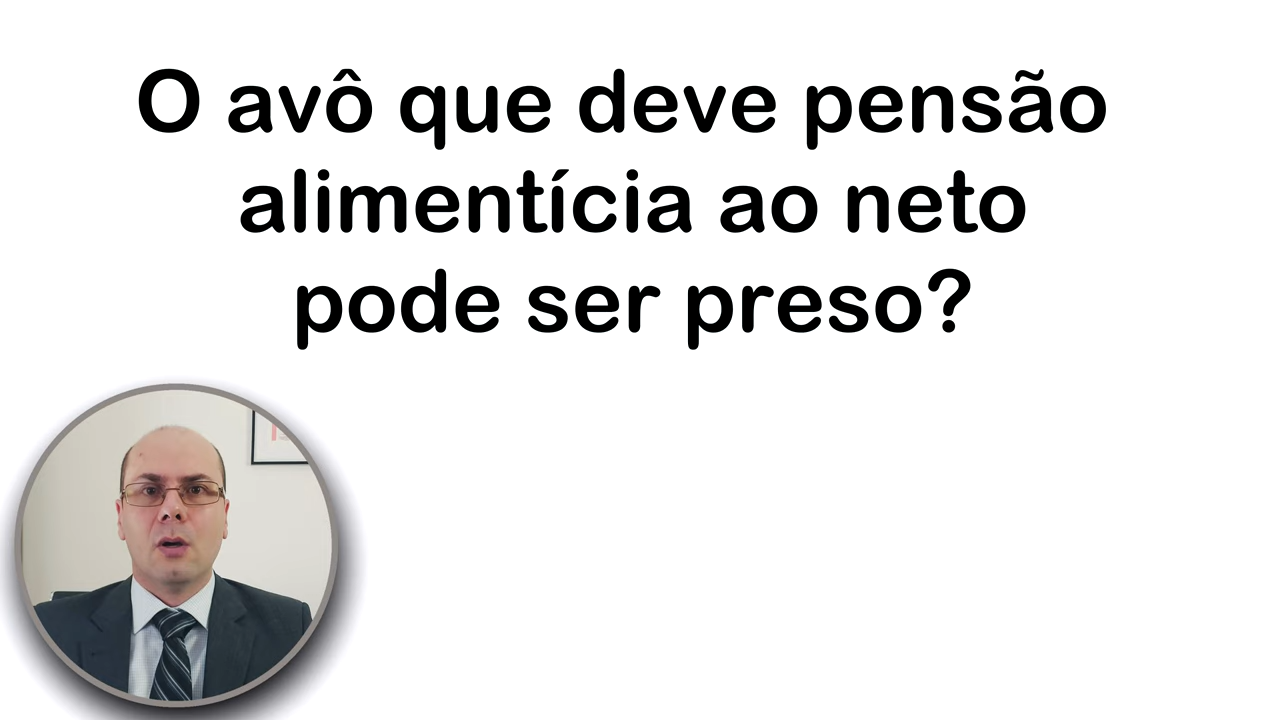 O avô que deve pensão
alimentícia ao neto
pode ser preso?